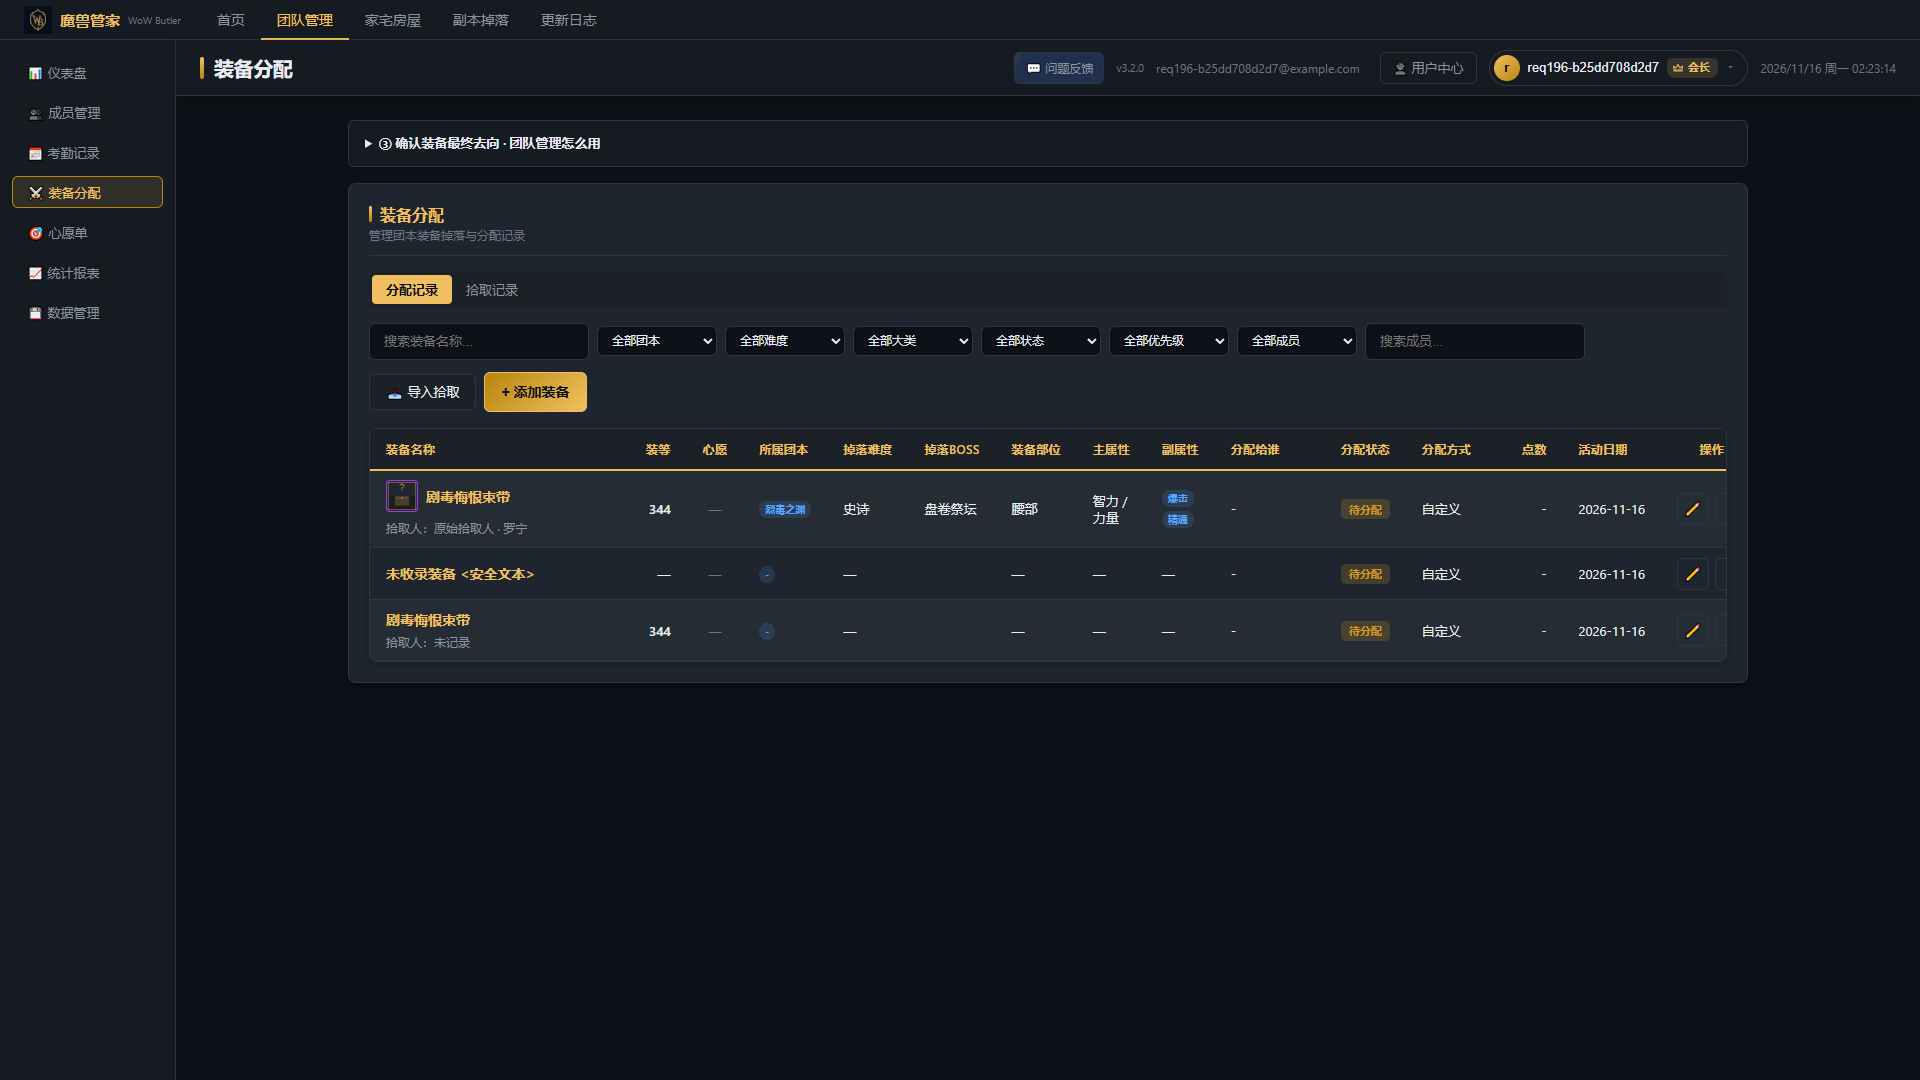 魔兽管家 WoW Butler 首页 团队管理 家宅房屋 副本掉落 更新日志
装备分配 问题反馈 v3.2.0 req196-b25dd708d2d7@example.com 用户中心 r req196-b25dd708d2d7 会长 2026/11/16 周一 02:23:14
仪表盘
成员管理
考勤记录
装备分配
心愿单
统计报表
数据管理
▶ ③ 确认装备最终去向 · 团队管理怎么用
装备分配
管理团本装备掉落与分配记录
分配记录 拾取记录
搜索装备名称... 全部团本 全部难度 全部大类 全部状态 全部优先级 全部成员 搜索成员...
导入拾取 + 添加装备
装备名称 装等 心愿 所属团本 掉落难度 掉落BOSS 装备部位 主属性 副属性 分配给谁 分配状态 分配方式 点数 活动日期 操作
剧毒悔恨束带 344 — 烈毒之渊 史诗 盘卷祭坛 腰部 智力 / 力量 爆击 精通 - 待分配 自定义 - 2026-11-16
拾取人：原始拾取人 · 罗宁
未收录装备 <安全文本> — — - — — — — - 待分配 自定义 - 2026-11-16
剧毒悔恨束带 344 — - — — — — - 待分配 自定义 - 2026-11-16
拾取人：未记录